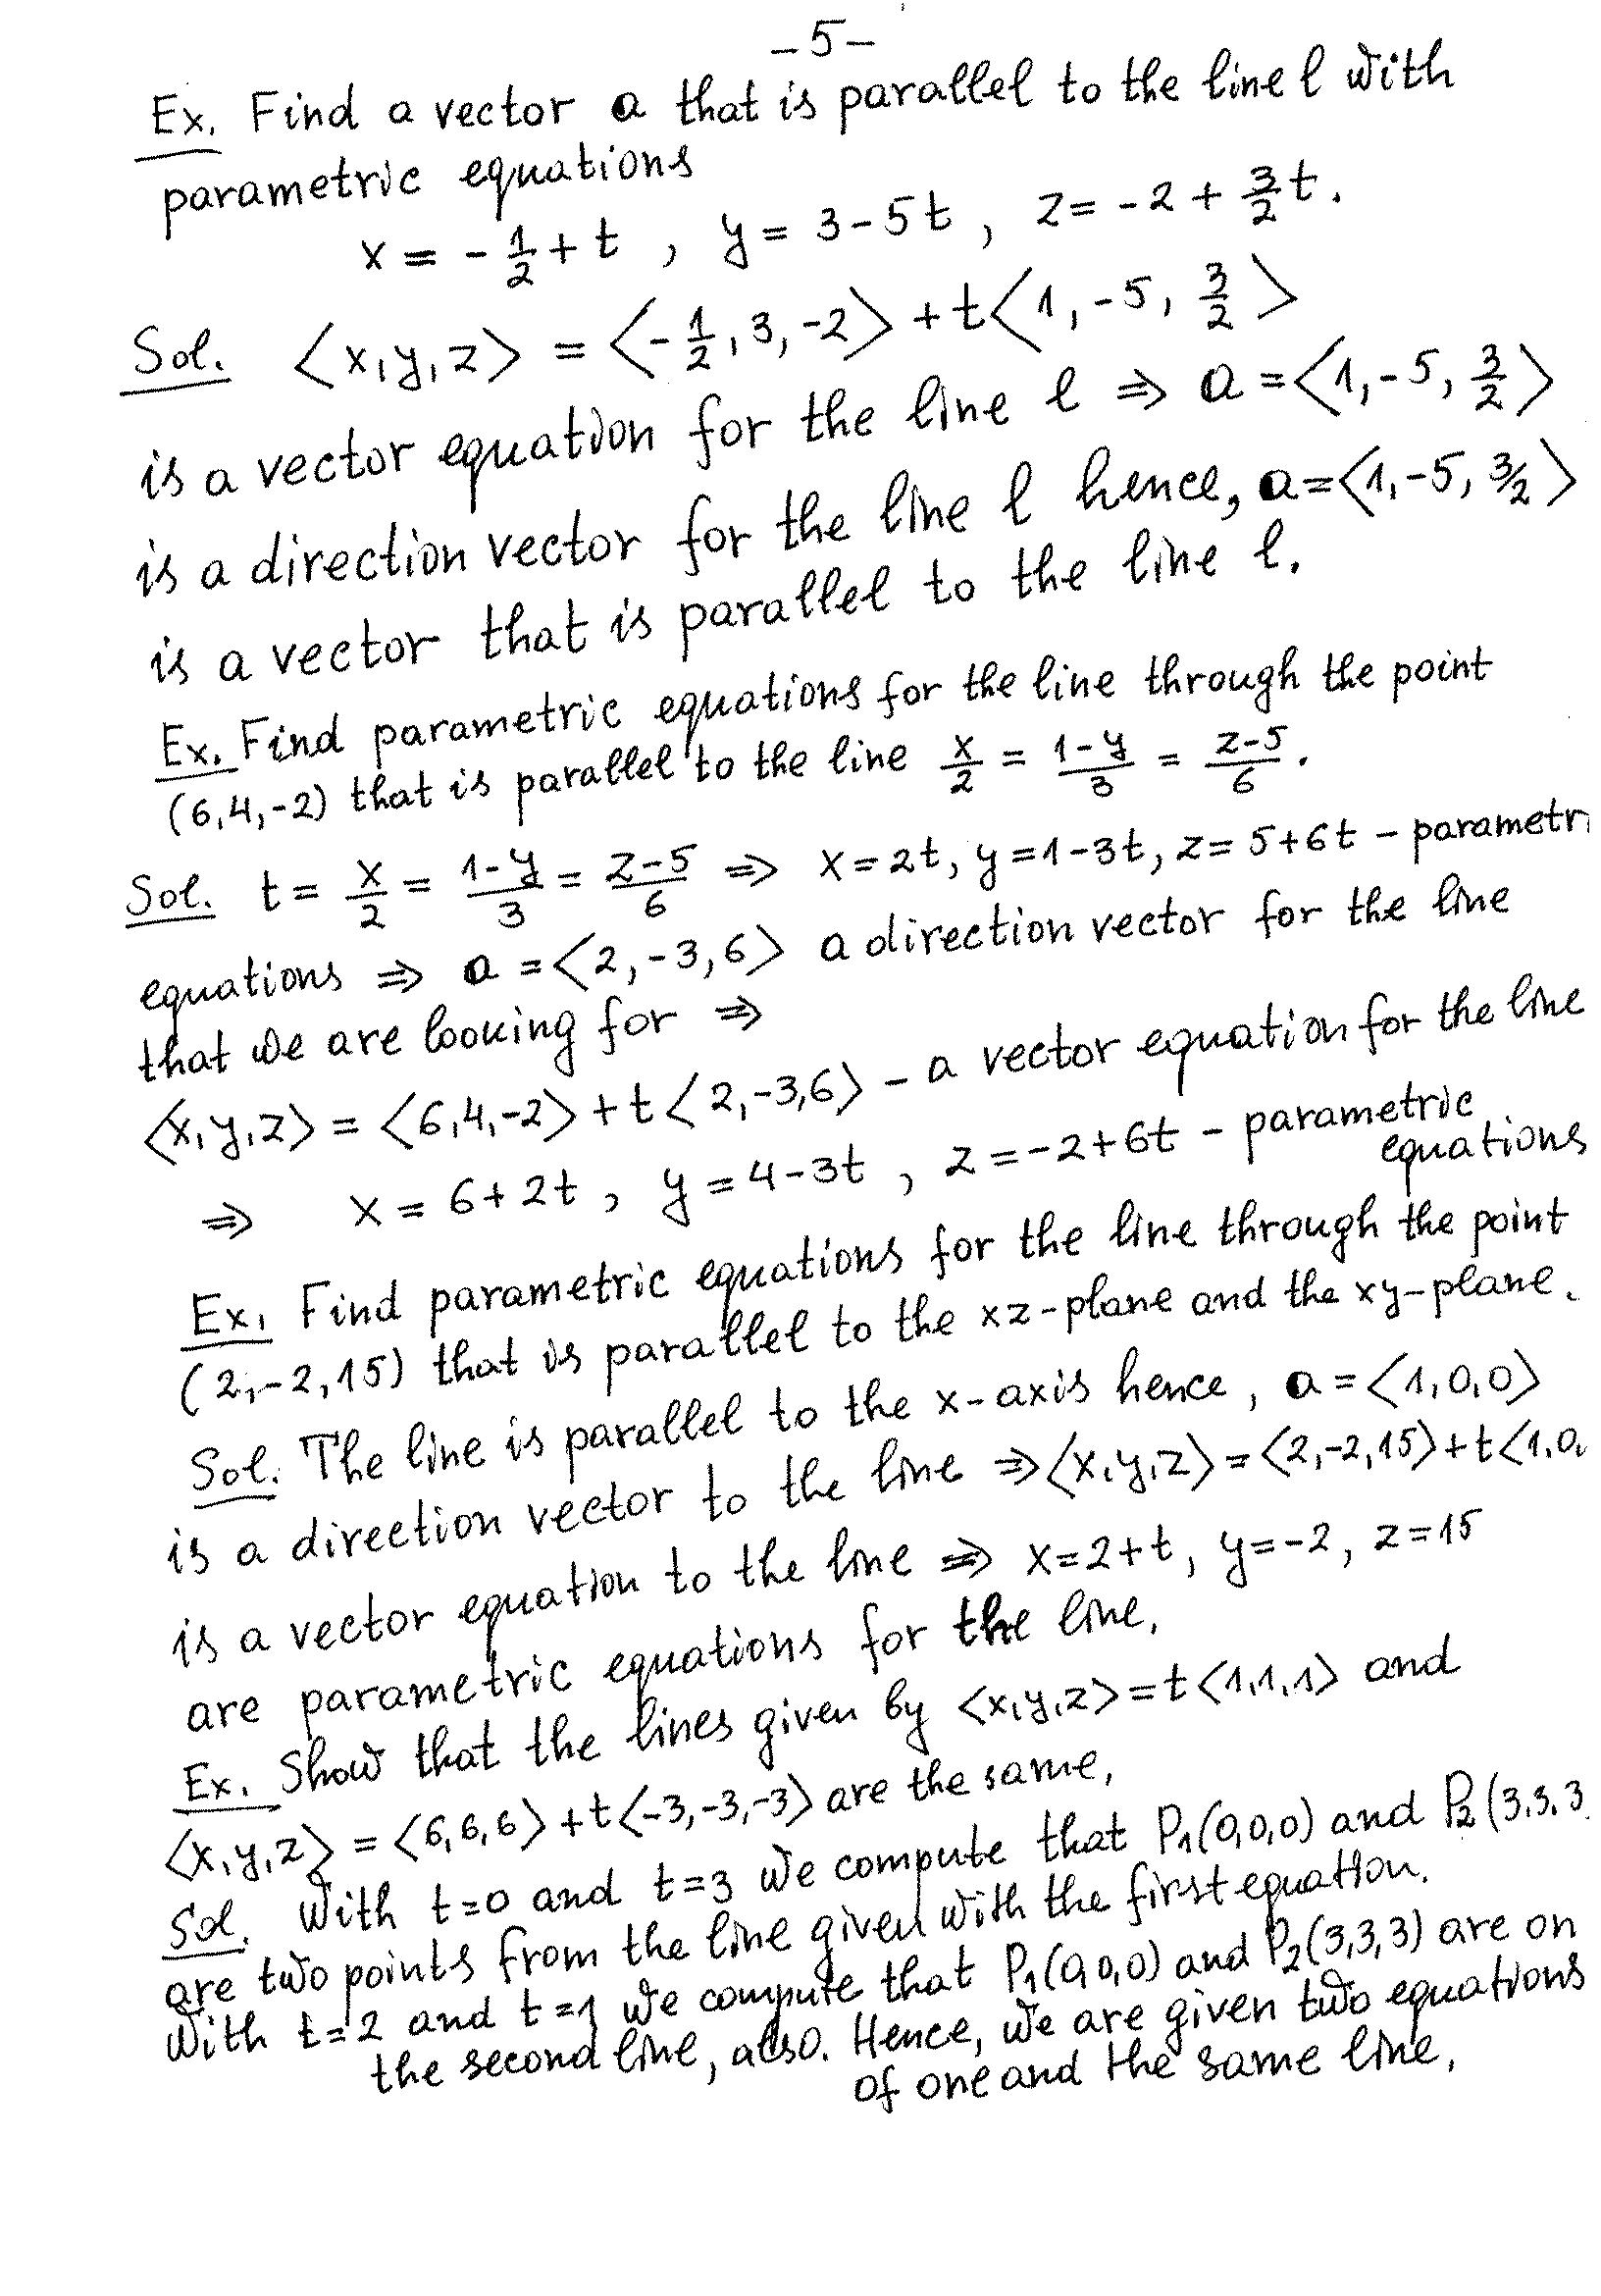 -5-
Ex. Find a vector a that is parallel to the line l with
parametric equations
x = -1/2 + t , y = 3-5t , z = -2 + 3/2 t.
Sol. ⟨x,y,z⟩ = ⟨-1/2, 3, -2⟩ + t⟨1, -5, 3/2⟩
is a vector equation for the line l ⇒ a = ⟨1, -5, 3/2⟩
is a direction vector for the line l hence, a = ⟨1, -5, 3/2⟩
is a vector that is parallel to the line l.
Ex. Find parametric equations for the line through the point
(6,4,-2) that is parallel to the line x/2 = (1-y)/3 = (z-5)/6.
Sol. t = x/2 = (1-y)/3 = (z-5)/6 ⇒ x=2t, y=1-3t, z=5+6t - parametri
equations ⇒ a = ⟨2,-3,6⟩ a direction vector for the line
that we are looking for ⇒
⟨x,y,z⟩ = ⟨6,4,-2⟩ + t⟨2,-3,6⟩ - a vector equation for the line
⇒ x = 6+2t , y = 4-3t , z = -2+6t - parametric
equations
Ex. Find parametric equations for the line through the point
(2,-2,15) that is parallel to the xz-plane and the xy-plane.
Sol. The line is parallel to the x-axis hence, a = ⟨1,0,0⟩
is a direction vector to the line ⇒ ⟨x,y,z⟩ = ⟨2,-2,15⟩ + t⟨1,0,
is a vector equation to the line ⇒ x=2+t, y=-2, z=15
are parametric equations for the line.
Ex. Show that the lines given by ⟨x,y,z⟩ = t⟨1,1,1⟩ and
⟨x,y,z⟩ = ⟨6,6,6⟩ + t⟨-3,-3,-3⟩ are the same.
Sol. With t=0 and t=3 we compute that P1(0,0,0) and P2(3,3,3
are two points from the line given with the first equation.
With t=2 and t=1 we compute that P1(0,0,0) and P2(3,3,3) are on
the second line, also. Hence, we are given two equations
of one and the same line.